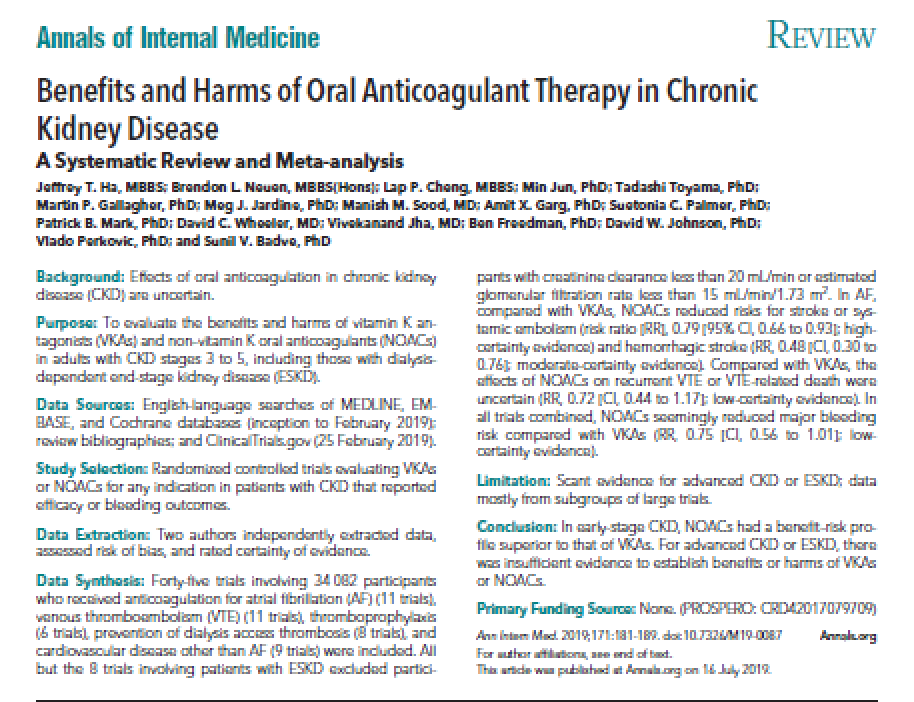 Annals of Internal Medicine
REVIEW
Benefits and Harms of Oral Anticoagulant Therapy in Chronic
Kidney Disease
A Systematic Review and Meta-analysis
Jeffrey T. Ha, MBBS; Brendon L. Neuen, MBBS(Hons); Lap P. Cheng, MBBS; Min Jun, PhD; Tadashi Toyama, PhD;
Martin P. Gallagher, PhD; Meg J. Jardine, PhD; Manish M. Sood, MD; Amit X. Garg, PhD; Suetonia C. Palmer, PhD;
Patrick B. Mark, PhD; David C. Wheeler, MD; Vivekanand Jha, MD; Ben Freedman, PhD; David W. Johnson, PhD;
Vlado Perkovic, PhD; and Sunil V. Badve, PhD
Background: Effects of oral anticoagulation in chronic kidney
disease (CKD) are uncertain.
Purpose: To evaluate the benefits and harms of vitamin K an-
tagonists (VKAs) and non-vitamin K oral anticoagulants (NOACs)
in adults with CKD stages 3 to 5, including those with dialysis-
dependent end-stage kidney disease (ESKD).
Data Sources: English-language searches of MEDLINE, EM-
BASE, and Cochrane databases (inception to February 2019);
review bibliographies; and ClinicalTrials.gov (25 February 2019).
Study Selection: Randomized controlled trials evaluating VKAs
or NOACs for any indication in patients with CKD that reported
efficacy or bleeding outcomes.
Data Extraction: Two authors independently extracted data,
assessed risk of bias, and rated certainty of evidence.
Data Synthesis: Forty-five trials involving 34 082 participants
who received anticoagulation for atrial fibrillation (AF) (11 trials),
venous thromboembolism (VTE) (11 trials), thromboprophylaxis
(6 trials), prevention of dialysis access thrombosis (8 trials), and
cardiovascular disease other than AF (9 trials) were included. All
but the 8 trials involving patients with ESKD excluded partici-
pants with creatinine clearance less than 20 mL/min or estimated
glomerular filtration rate less than 15 mL/min/1.73 m². In AF,
compared with VKAs, NOACs reduced risks for stroke or sys-
temic embolism (risk ratio [RR], 0.79 [95% CI, 0.66 to 0.93]; high-
certainty evidence) and hemorrhagic stroke (RR, 0.48 [CI, 0.30 to
0.76]; moderate-certainty evidence). Compared with VKAs, the
effects of NOACs on recurrent VTE or VTE-related death were
uncertain (RR, 0.72 [CI, 0.44 to 1.17]; low-certainty evidence). In
all trials combined, NOACs seemingly reduced major bleeding
risk compared with VKAs (RR, 0.75 [CI, 0.56 to 1.01]; low-
certainty evidence).
Limitation: Scant evidence for advanced CKD or ESKD; data
mostly from subgroups of large trials.
Conclusion: In early-stage CKD, NOACs had a benefit-risk pro-
file superior to that of VKAs. For advanced CKD or ESKD, there
was insufficient evidence to establish benefits or harms of VKAs
or NOACs.
Primary Funding Source: None. (PROSPERO: CRD42017079709)
Ann Intern Med. 2019;171:181-189. doi:10.7326/M19-0087 Annals.org
For author affiliations, see end of text.
This article was published at Annals.org on 16 July 2019.